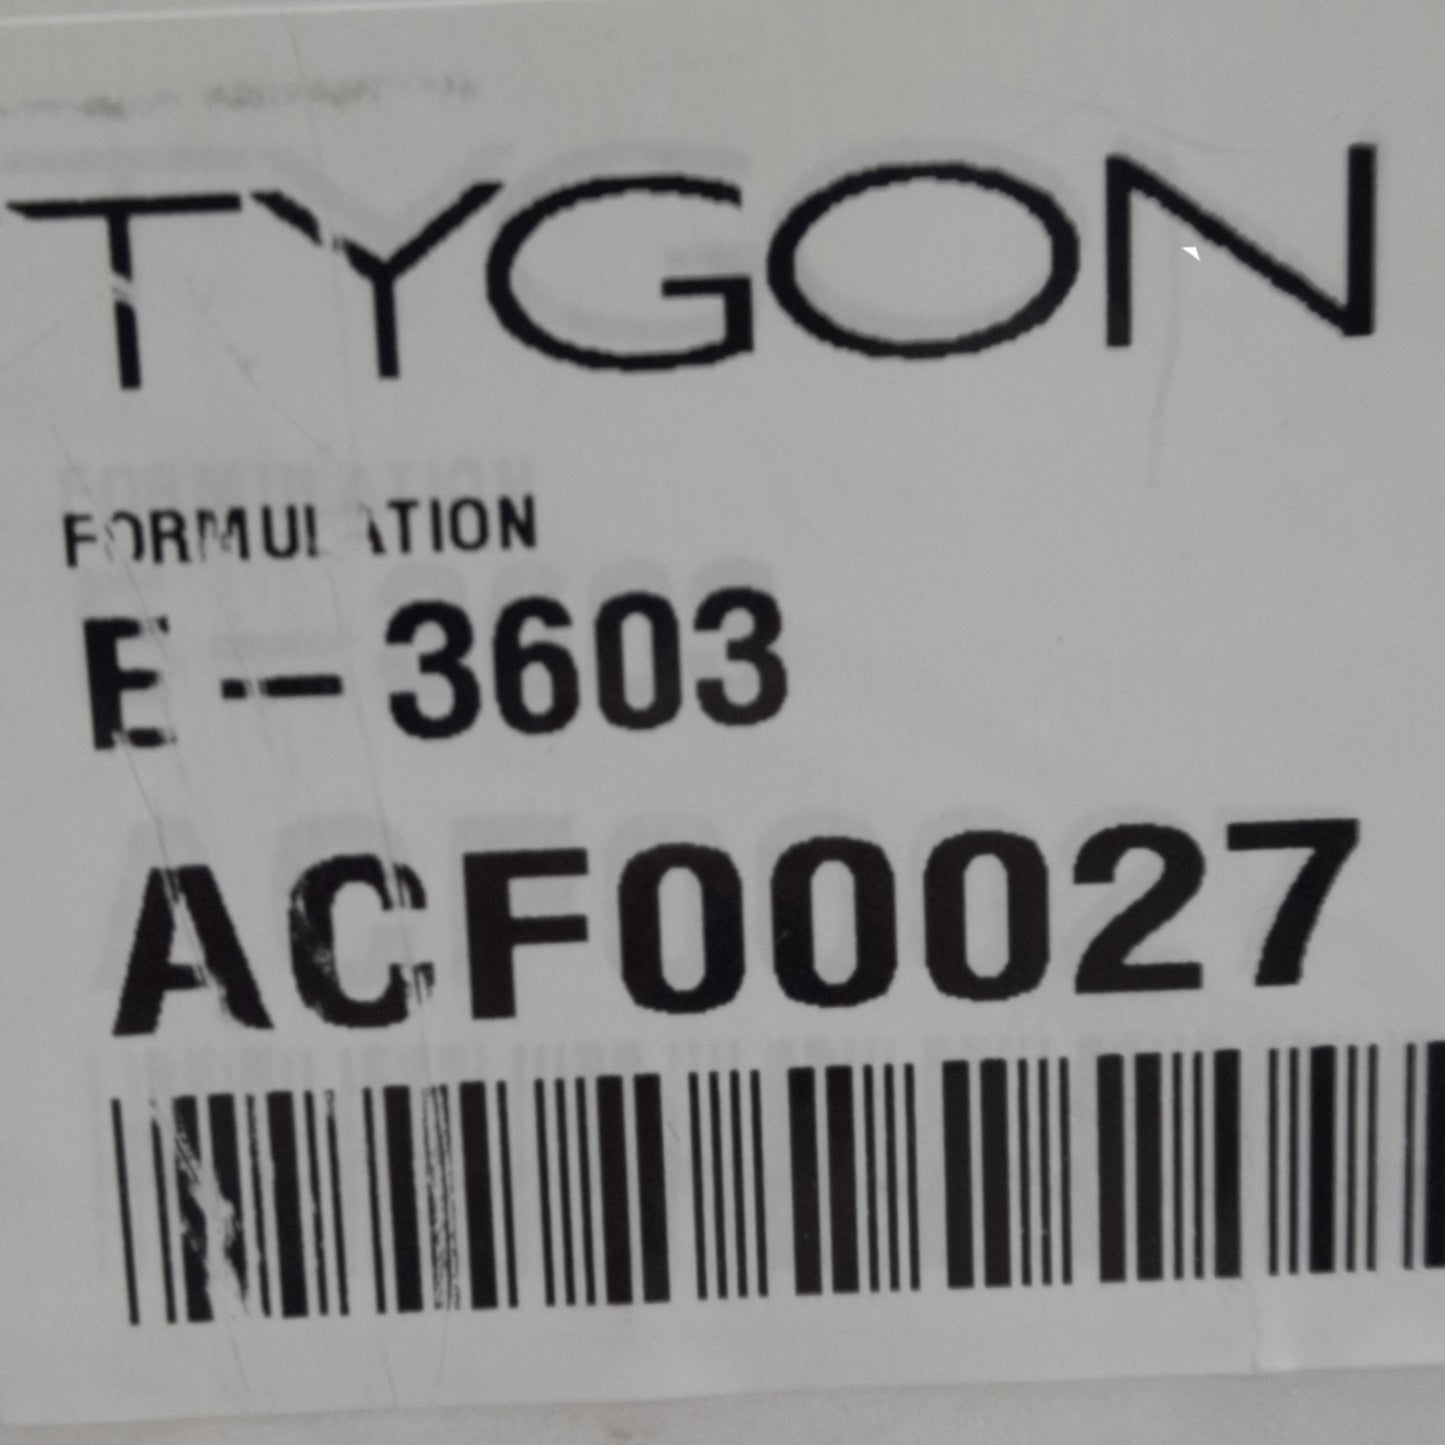 TYGON
FORMULATION
E-3603
ACF00027